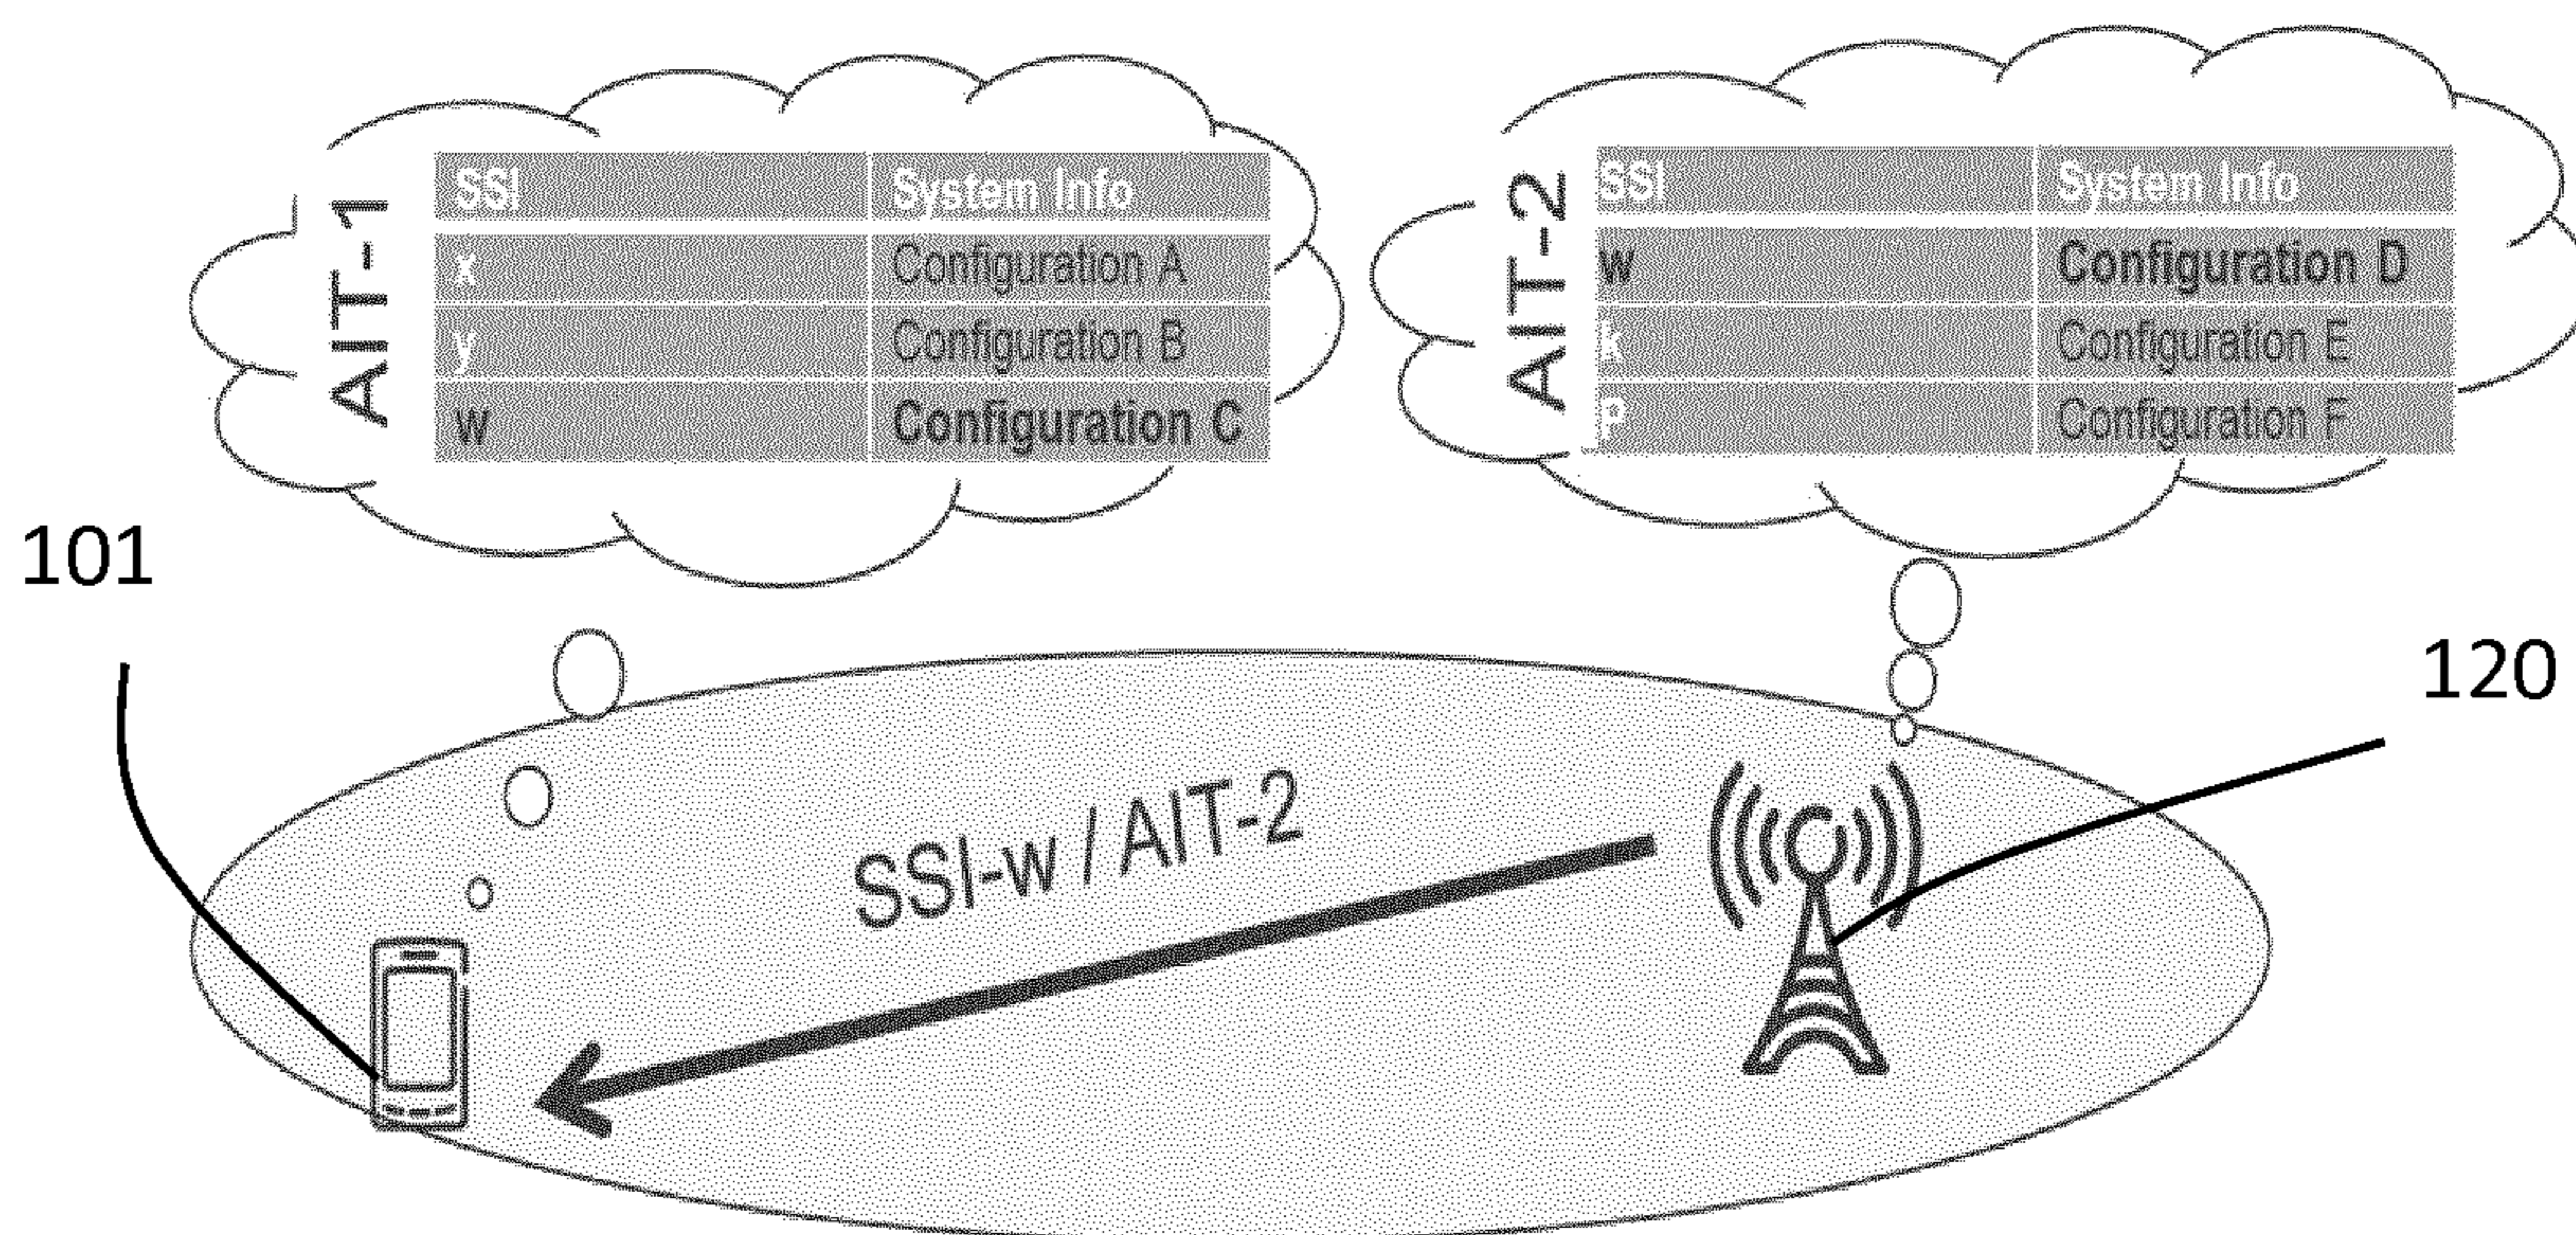 AIT-1
SSI System Info
x Configuration A
y Configuration B
w Configuration C
AIT-2
SSI System Info
w Configuration D
k Configuration E
P Configuration F
101
120
SSI-w / AIT-2